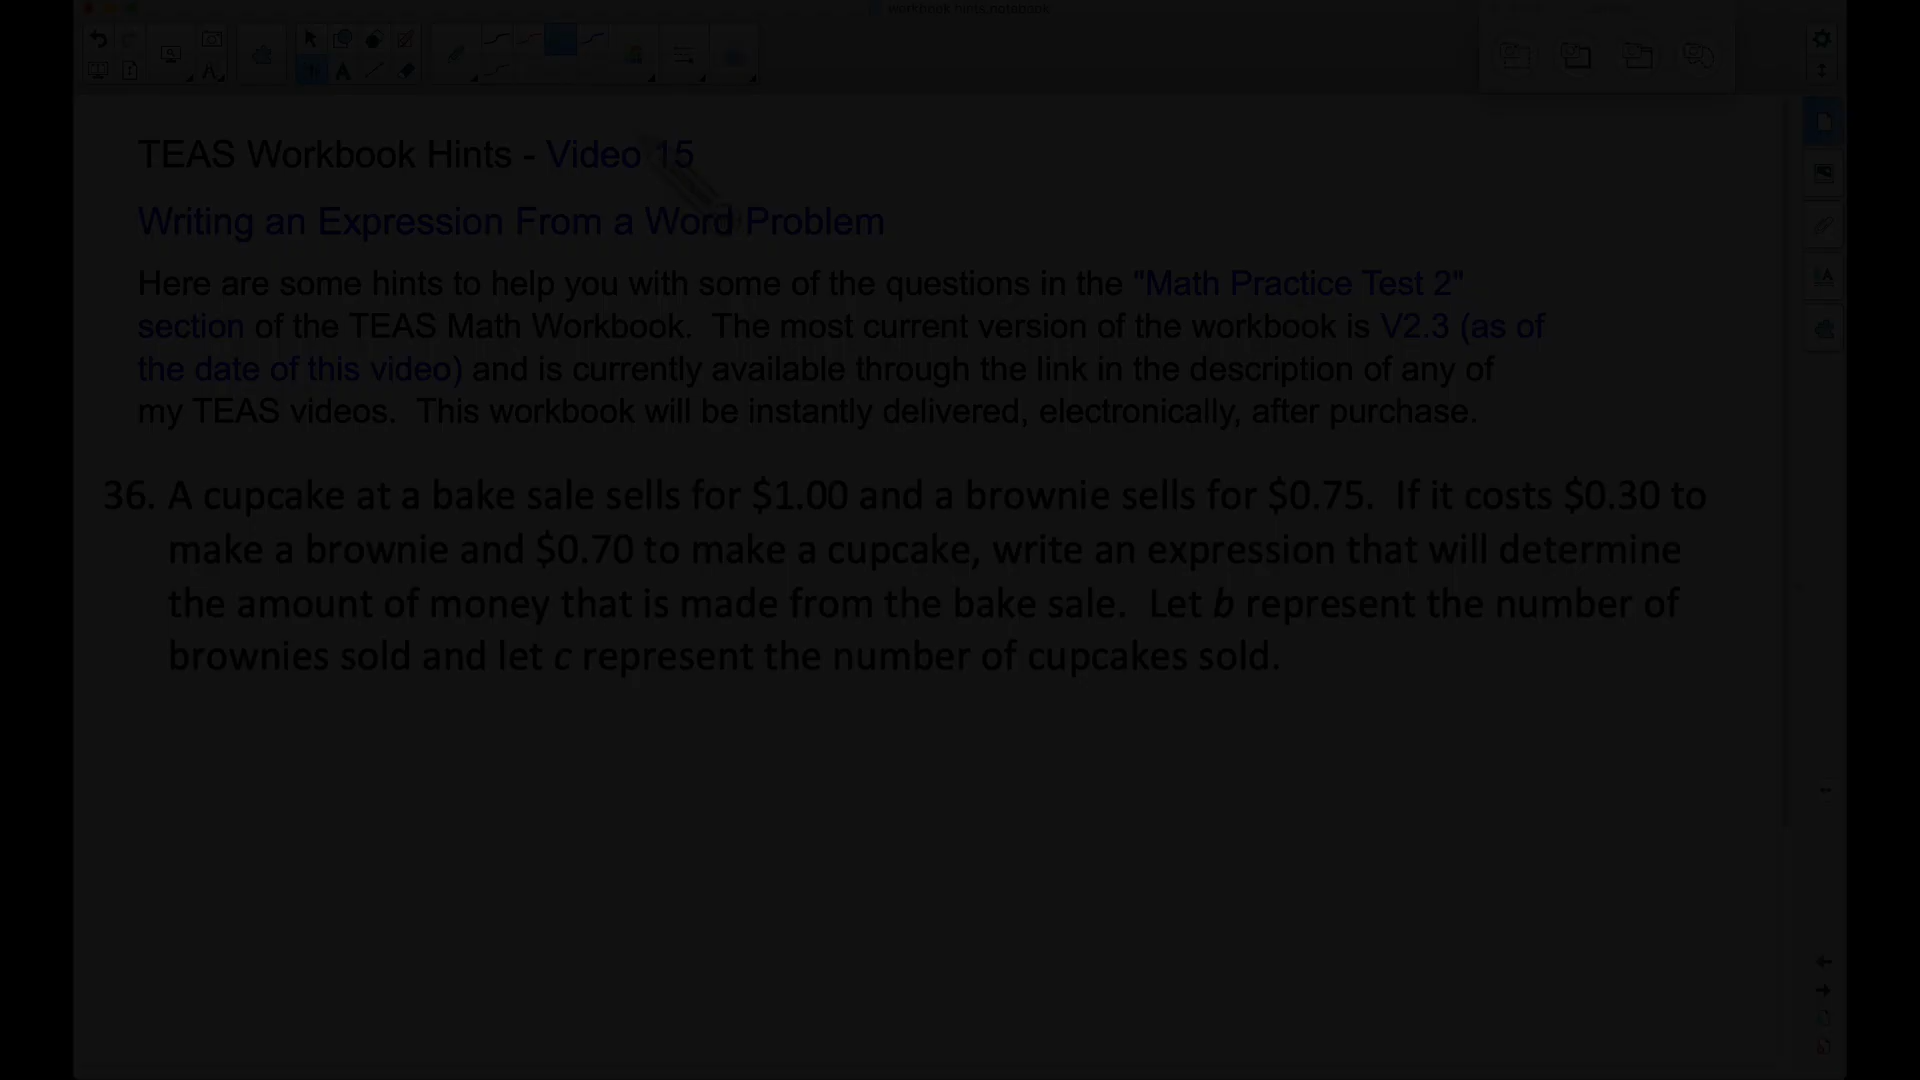 workbook hints.notebook
TEAS Workbook Hints - Video 15
Writing an Expression From a Word Problem
Here are some hints to help you with some of the questions in the "Math Practice Test 2"
section of the TEAS Math Workbook. The most current version of the workbook is V2.3 (as of
the date of this video) and is currently available through the link in the description of any of
my TEAS videos. This workbook will be instantly delivered, electronically, after purchase.
36. A cupcake at a bake sale sells for $1.00 and a brownie sells for $0.75. If it costs $0.30 to
make a brownie and $0.70 to make a cupcake, write an expression that will determine
the amount of money that is made from the bake sale. Let b represent the number of
brownies sold and let c represent the number of cupcakes sold.